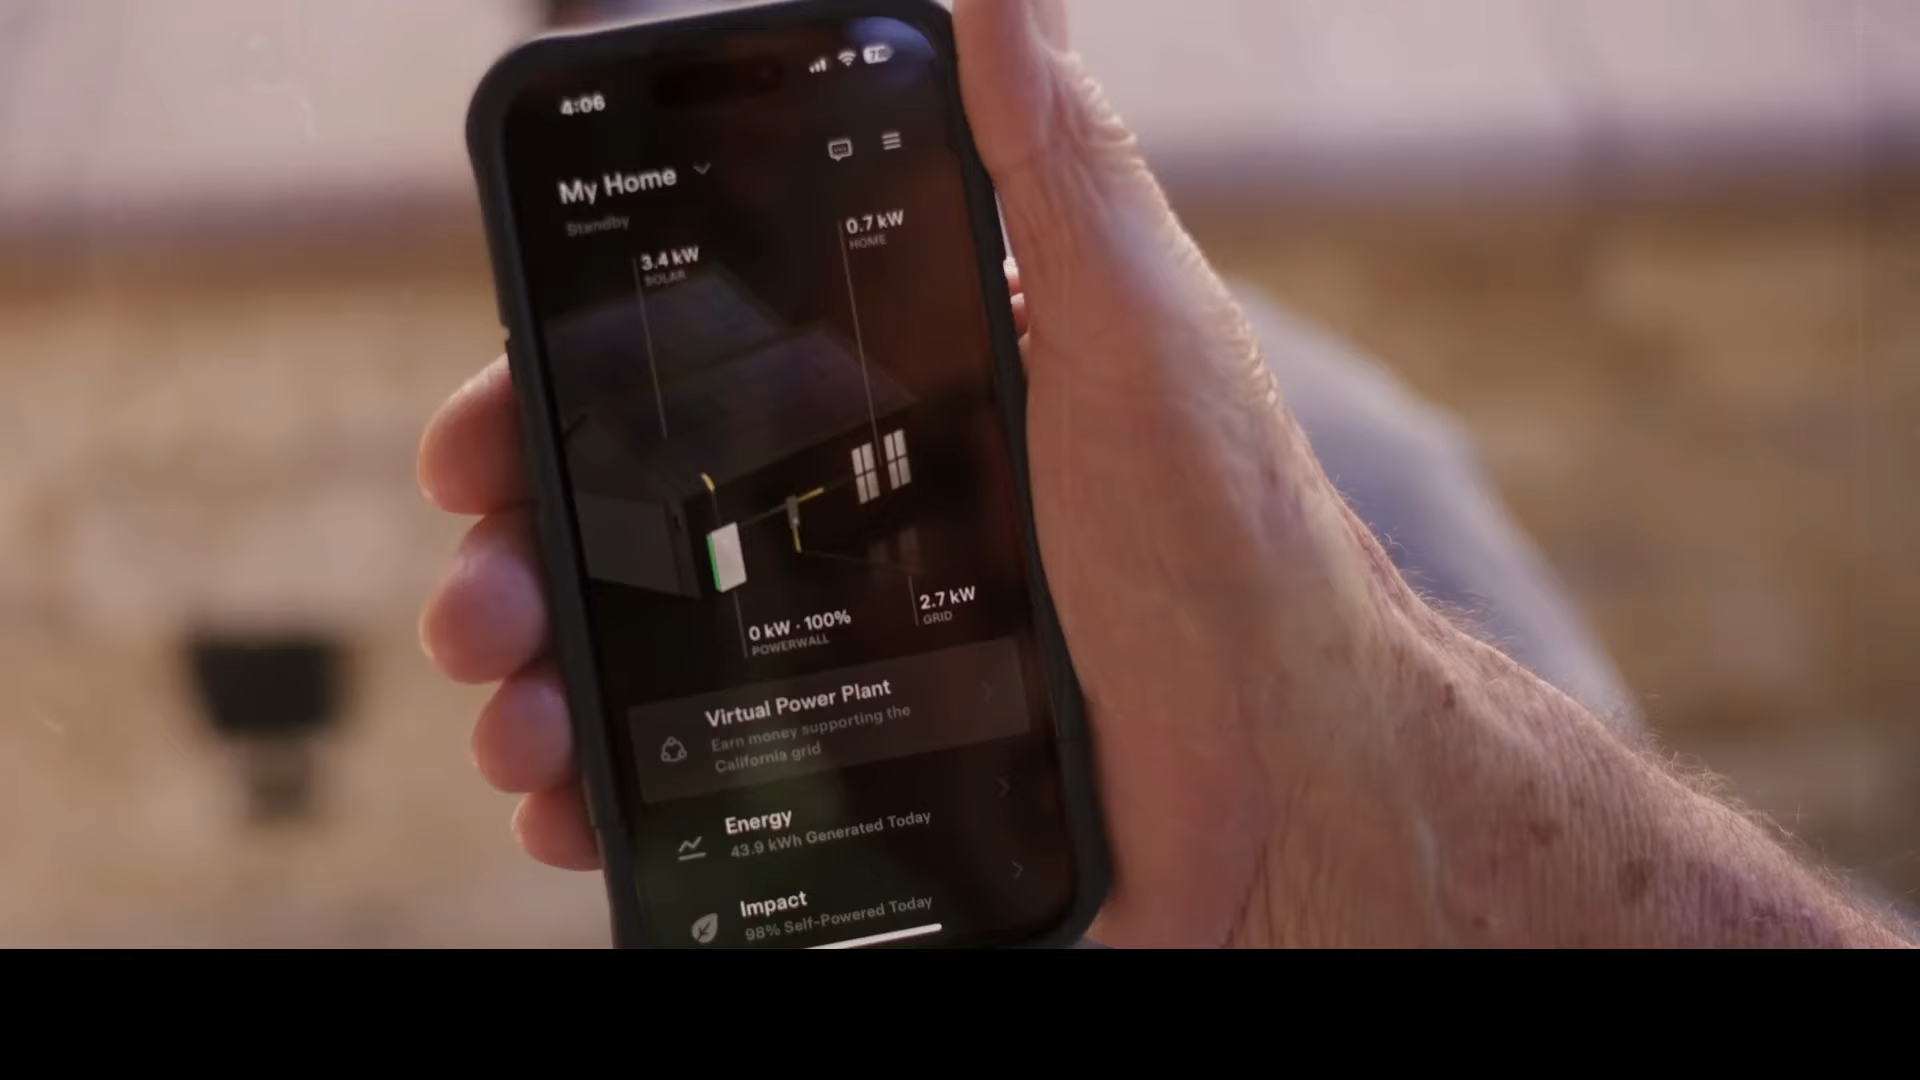 4:06
My Home
Standby
0.7 kW
HOME
3.4 kW
SOLAR
2.7 kW
GRID
0 kW · 100%
POWERWALL
Virtual Power Plant
Earn money supporting the
California grid
Energy
43.9 kWh Generated Today
Impact
98% Self-Powered Today